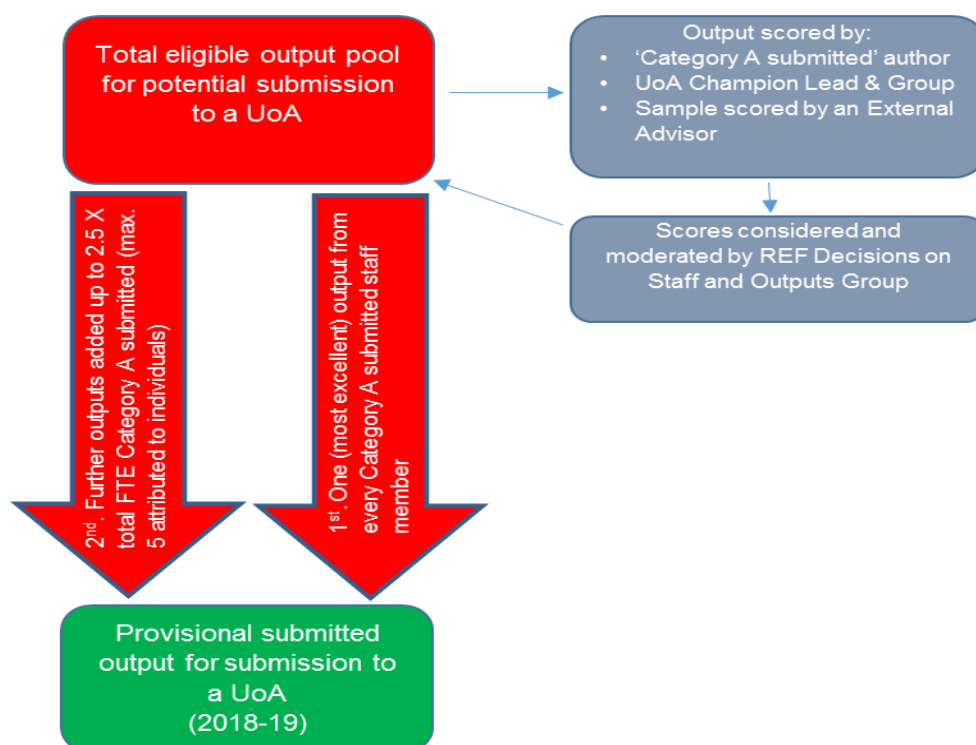 Total eligible output pool
for potential submission
to a UoA
Output scored by:
• ‘Category A submitted’ author
• UoA Champion Lead & Group
• Sample scored by an External
Advisor
Scores considered and
moderated by REF Decisions on
Staff and Outputs Group
2nd. Further outputs added up to 2.5 X
total FTE Category A submitted (max.
5 attributed to individuals)
1st. One (most excellent) output from
every Category A submitted staff
member
Provisional submitted
output for submission to
a UoA
(2018-19)